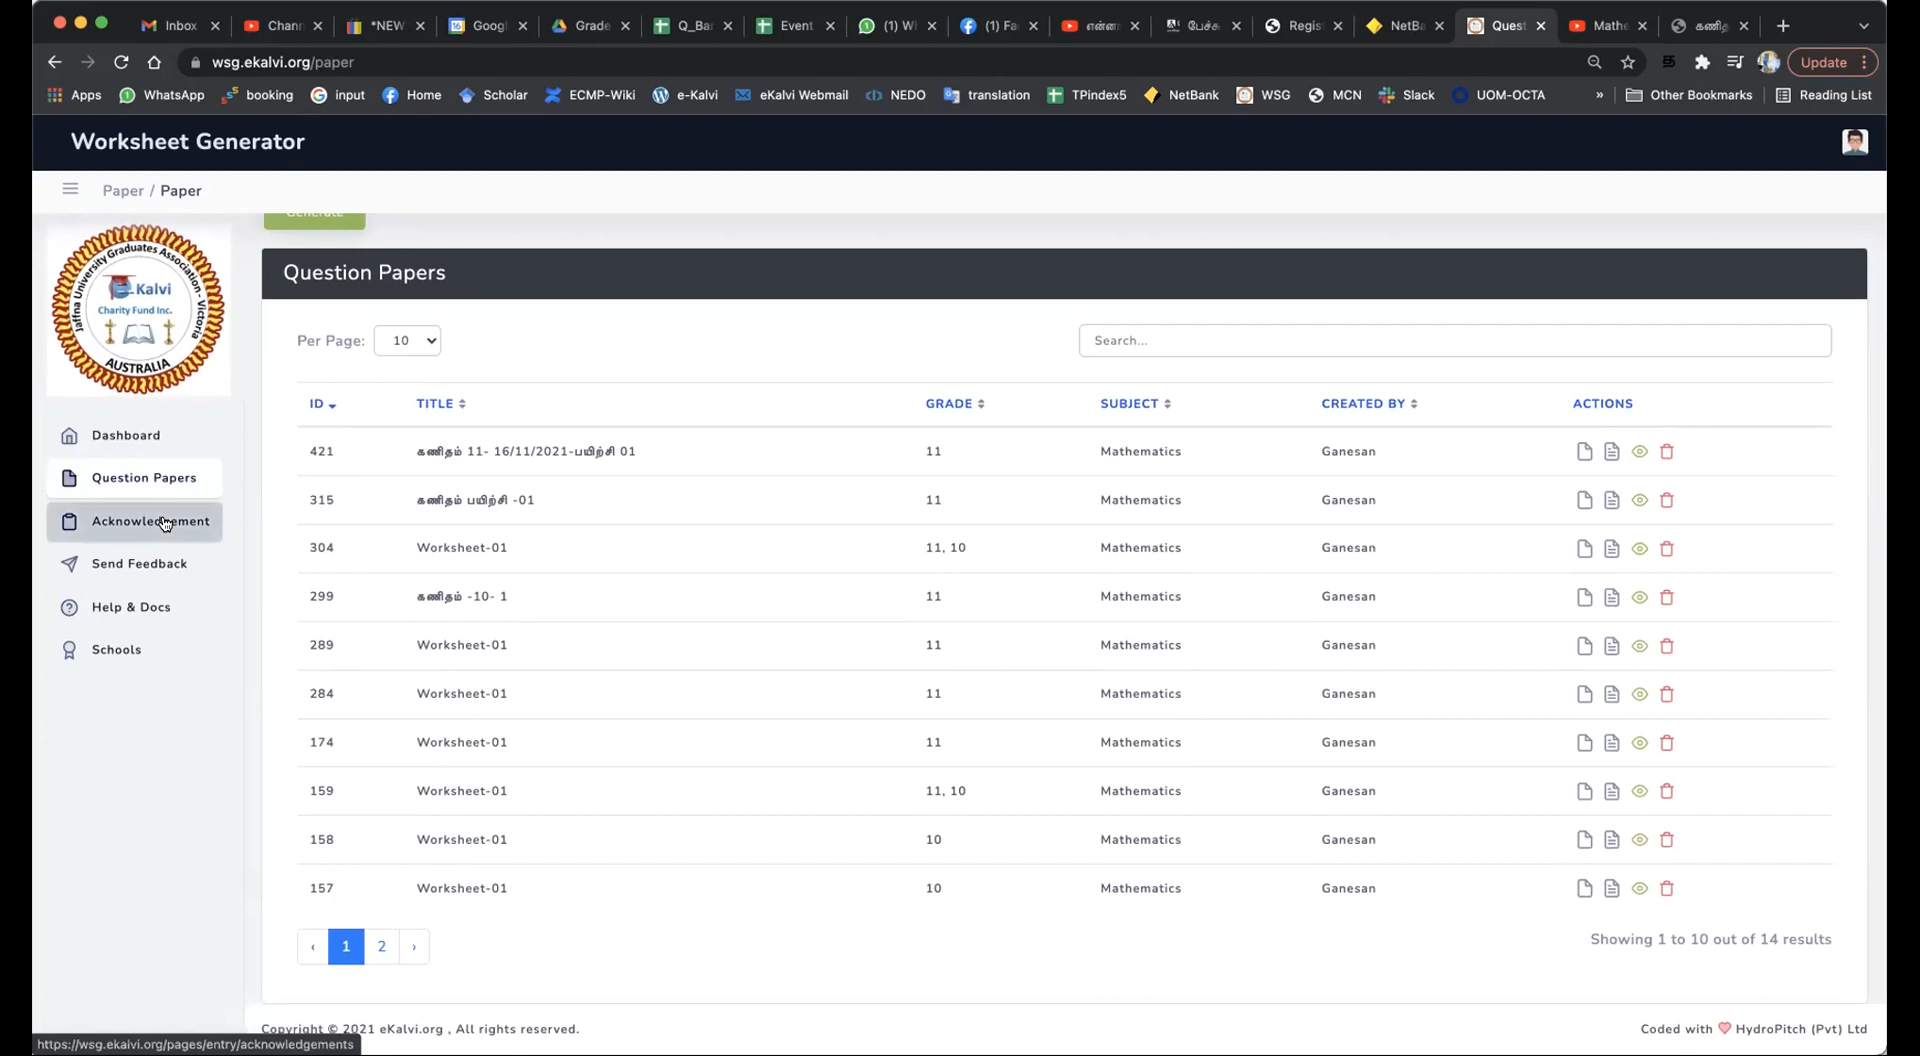 Inbox
Chann
*NEW
Googl
Grade
Q_Ba
Event
(1) W
(1) Fa
என்ன
பேச்சு
Regis
NetBa
Quest
Mathe
கணித
wsg.ekalvi.org/paper
Update
Apps
WhatsApp
booking
input
Home
Scholar
ECMP-Wiki
e-Kalvi
eKalvi Webmail
NEDO
translation
TPindex5
NetBank
WSG
MCN
Slack
UOM-OCTA
»
Other Bookmarks
Reading List
Worksheet Generator
Paper / Paper
Generate
Jaffna University Graduates Association - Victoria
Kalvi
Charity Fund Inc.
AUSTRALIA
Dashboard
Question Papers
Acknowledgement
Send Feedback
Help & Docs
Schools
Question Papers
Per Page: 10
Search...
ID TITLE GRADE SUBJECT CREATED BY ACTIONS
421 கணிதம் 11- 16/11/2021-பயிற்சி 01 11 Mathematics Ganesan
315 கணிதம் பயிற்சி -01 11 Mathematics Ganesan
304 Worksheet-01 11, 10 Mathematics Ganesan
299 கணிதம் -10- 1 11 Mathematics Ganesan
289 Worksheet-01 11 Mathematics Ganesan
284 Worksheet-01 11 Mathematics Ganesan
174 Worksheet-01 11 Mathematics Ganesan
159 Worksheet-01 11, 10 Mathematics Ganesan
158 Worksheet-01 10 Mathematics Ganesan
157 Worksheet-01 10 Mathematics Ganesan
‹ 1 2 ›
Showing 1 to 10 out of 14 results
Copyright © 2021 eKalvi.org , All rights reserved.
Coded with HydroPitch (Pvt) Ltd
https://wsg.ekalvi.org/pages/entry/acknowledgements